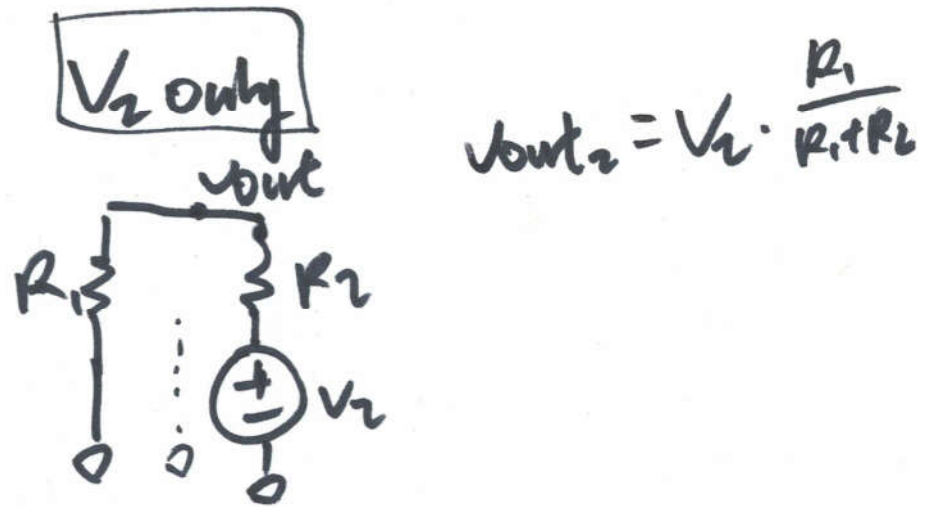 V₂ only
vout₂ = V₂ · R₁/(R₁+R₂)
vout
R₁
R₂
+
−
V₂